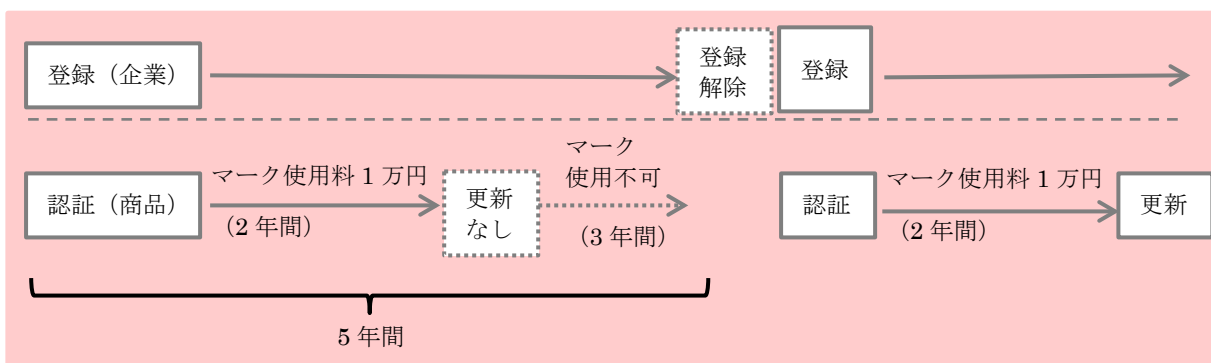 登録（企業）
登録
解除
登録
認証（商品）
マーク使用料 1 万円
（2 年間）
更新
なし
マーク
使用不可
（3 年間）
認証
マーク使用料 1 万円
（2 年間）
更新
5 年間